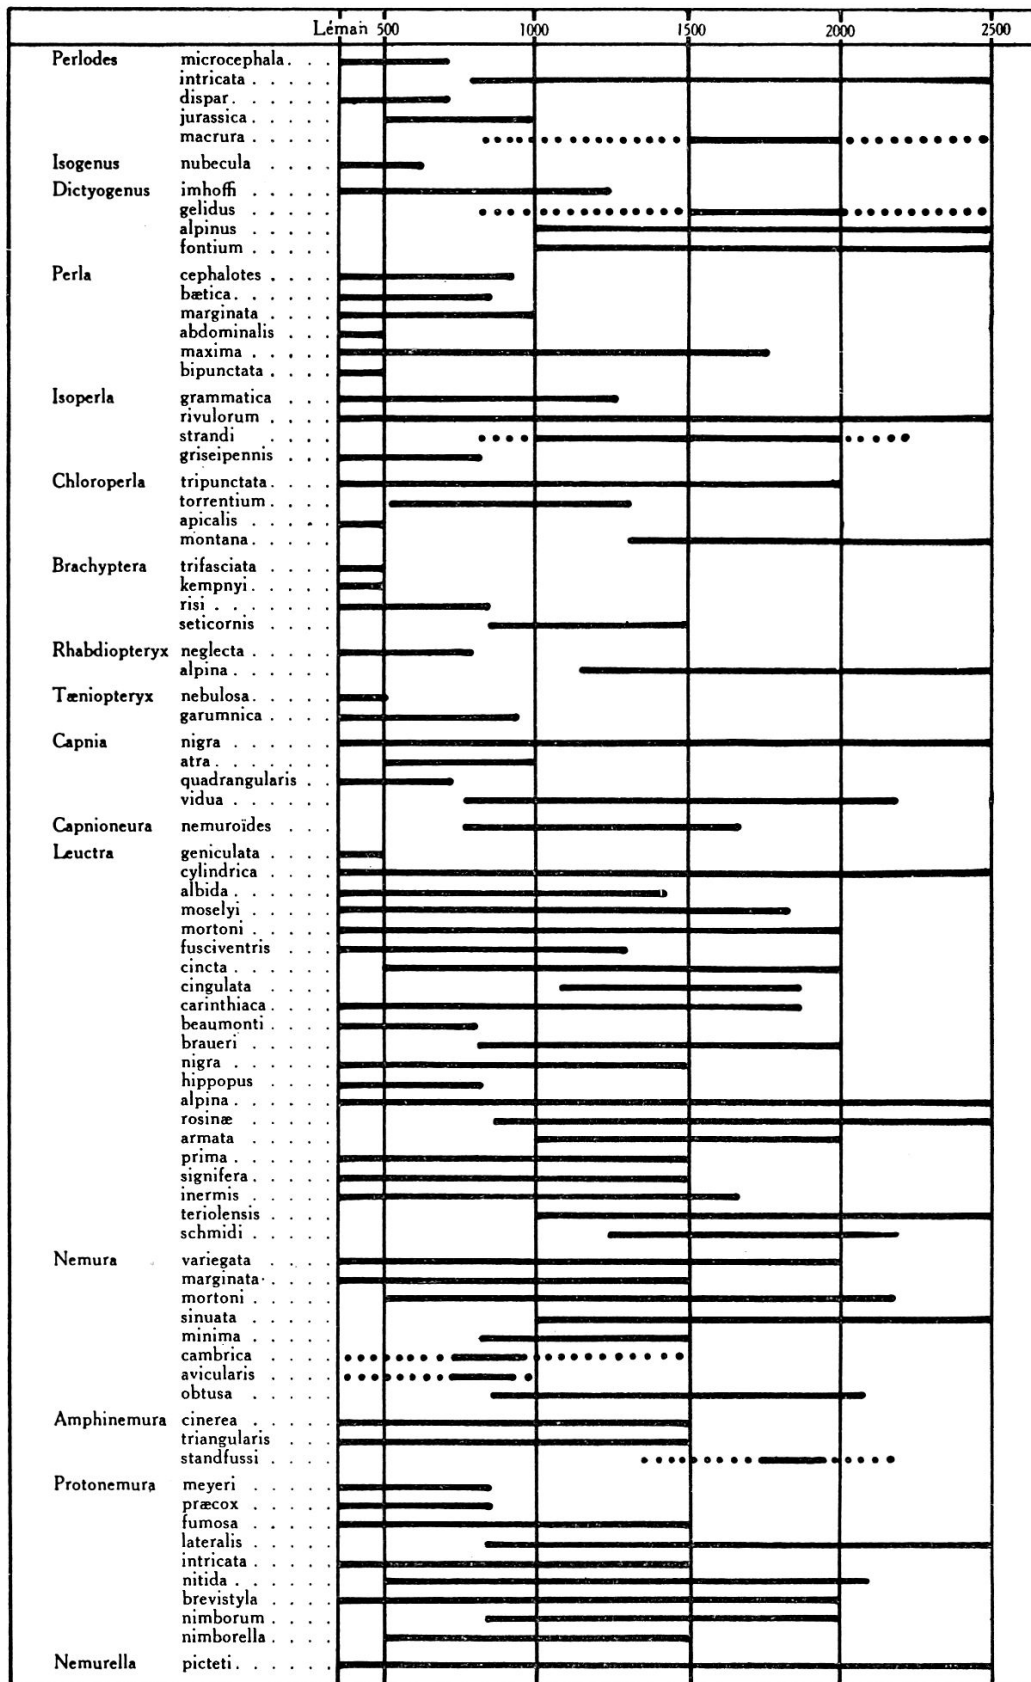 Léman 500 1000 1500 2000 2500
Perlodes microcephala. . .
intricata . . . . .
dispar. . . . . .
jurassica . . . . .
macrura . . . . .
Isogenus nubecula . . . .
Dictyogenus imhoffi . . . . .
gelidus . . . . .
alpinus . . . . .
fontium . . . . .
Perla cephalotes . . . .
bætica. . . . . .
marginata . . . .
abdominalis . . .
maxima . . . . .
bipunctata . . . .
Isoperla grammatica . . .
rivulorum . . . .
strandi . . . .
griseipennis . . .
Chloroperla tripunctata. . . .
torrentium. . . .
apicalis . . . . .
montana. . . . .
Brachyptera trifasciata . . . .
kempnyi. . . . .
risi . . . . . . .
seticornis . . . .
Rhabdiopteryx neglecta . . . . .
alpina . . . . . .
Tæniopteryx nebulosa. . . . .
garumnica . . . .
Capnia nigra . . . . . .
atra. . . . . . .
quadrangularis . .
vidua . . . . . .
Capnioneura nemuroïdes . . .
Leuctra geniculata . . . .
cylindrica . . . .
albida . . . . . .
moselyi . . . . .
mortoni . . . . .
fusciventris . . .
cincta . . . . . .
cingulata . . . .
carinthiaca . . . .
beaumonti . . . .
braueri . . . . .
nigra . . . . . .
hippopus . . . .
alpina . . . . . .
rosinæ . . . . .
armata . . . . .
prima . . . . . .
signifera . . . . .
inermis . . . . .
teriolensis . . . .
schmidi . . . . .
Nemura variegata . . . .
marginata . . . .
mortoni . . . . .
sinuata . . . . .
minima . . . . .
cambrica . . . .
avicularis . . . .
obtusa . . . . .
Amphinemura cinerea . . . . .
triangularis . . .
standfussi . . . .
Protonemura meyeri . . . . .
præcox . . . . .
fumosa . . . . .
lateralis . . . . .
intricata . . . . .
nitida . . . . . .
brevistyla . . . .
nimborum . . . .
nimborella . . . .
Nemurella picteti. . . . . .